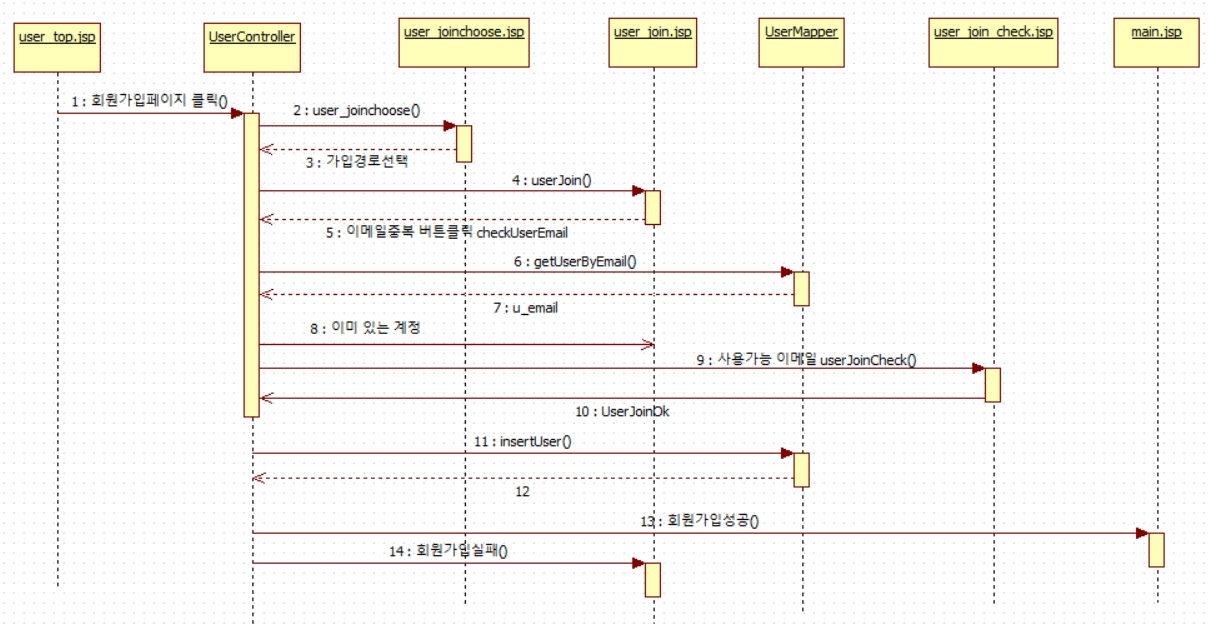 user_top.jsp
UserController
user_joinchoose.jsp
user_join.jsp
UserMapper
user_join_check.jsp
main.jsp
1 : 회원가입페이지 클릭()
2 : user_joinchoose()
3 : 가입경로선택
4 : userJoin()
5 : 이메일중복 버튼클릭 checkUserEmail
6 : getUserByEmail()
7 : u_email
8 : 이미 있는 계정
9 : 사용가능 이메일 userJoinCheck()
10 : UserJoinOk
11 : insertUser()
12
13 : 회원가입성공()
14 : 회원가입실패()